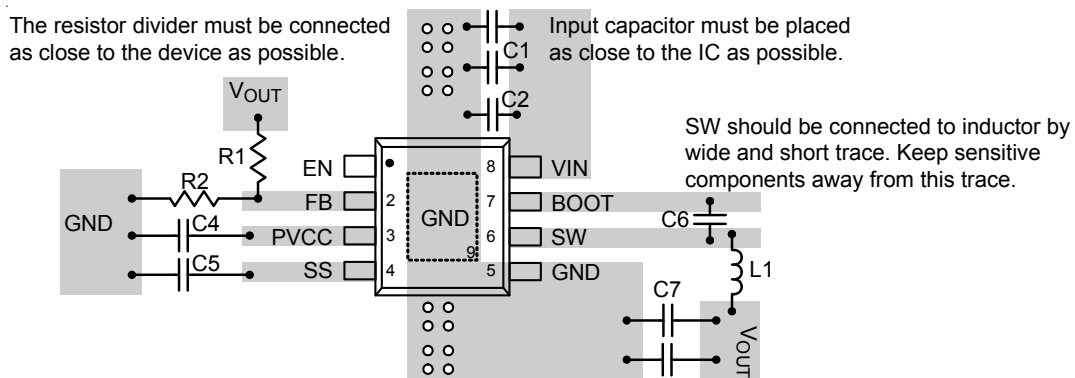 The resistor divider must be connected
as close to the device as possible.
Input capacitor must be placed
as close to the IC as possible.
C1
C2
VOUT
R1
R2
SW should be connected to inductor by
wide and short trace. Keep sensitive
components away from this trace.
EN
8 VIN
FB 2
7 BOOT
GND
GND
C4
PVCC 3
6 SW
C6
9
C5
SS 4
5 GND
L1
C7
VOUT